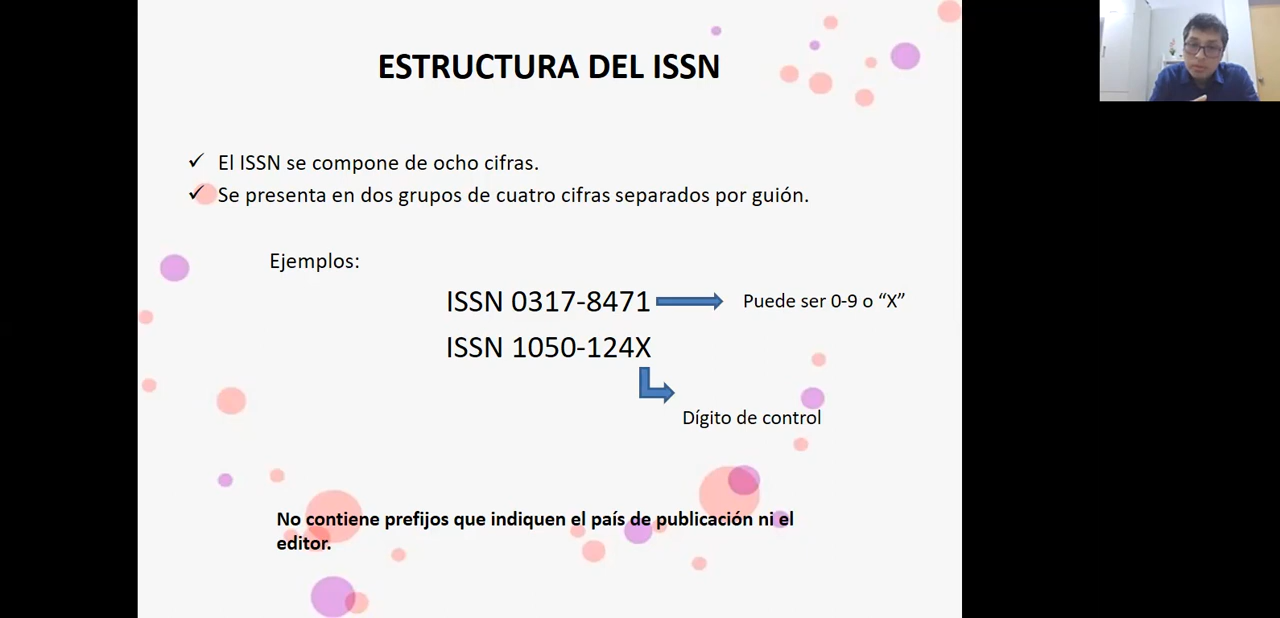 ESTRUCTURA DEL ISSN
✓ El ISSN se compone de ocho cifras.
✓ Se presenta en dos grupos de cuatro cifras separados por guión.
Ejemplos:
ISSN 0317-8471
Puede ser 0-9 o “X”
ISSN 1050-124X
Dígito de control
No contiene prefijos que indiquen el país de publicación ni el
editor.